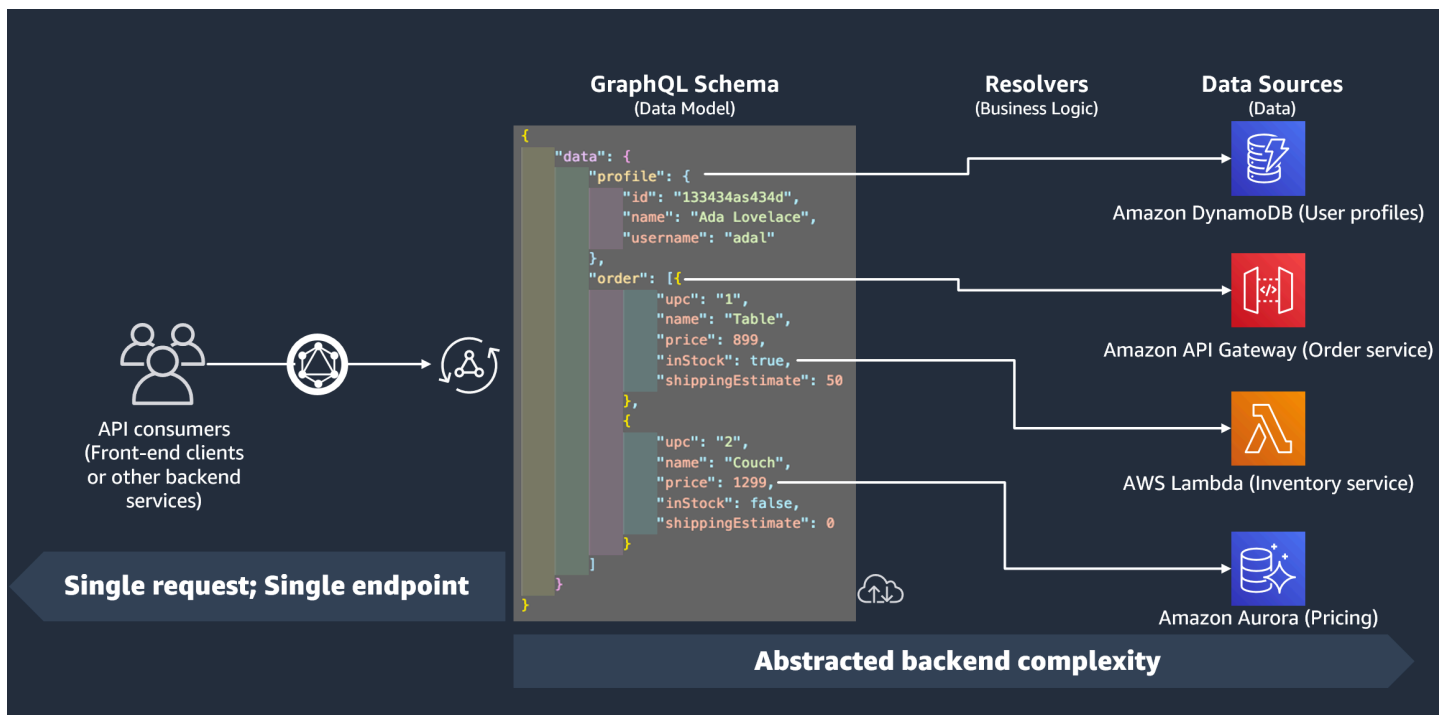 GraphQL Schema
(Data Model)
Resolvers
(Business Logic)
Data Sources
(Data)
{
"data": {
"profile": {
"id": "133434as434d",
"name": "Ada Lovelace",
"username": "adal"
},
"order": [{
"upc": "1",
"name": "Table",
"price": 899,
"inStock": true,
"shippingEstimate": 50
},
{
"upc": "2",
"name": "Couch",
"price": 1299,
"inStock": false,
"shippingEstimate": 0
}
]
}
}
Amazon DynamoDB (User profiles)
</>
Amazon API Gateway (Order service)
AWS Lambda (Inventory service)
Amazon Aurora (Pricing)
API consumers
(Front-end clients
or other backend
services)
Single request; Single endpoint
Abstracted backend complexity